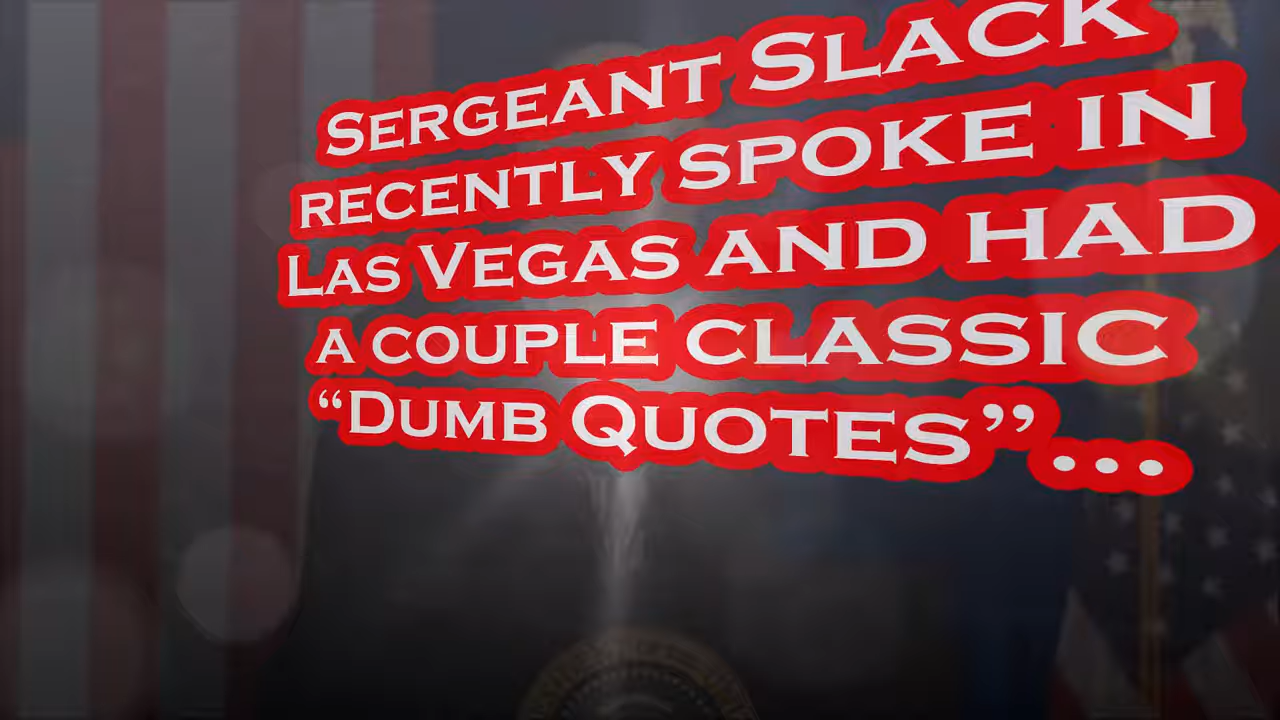 Sergeant Slack
recently spoke in
Las Vegas and had
a couple classic
“Dumb Quotes”...